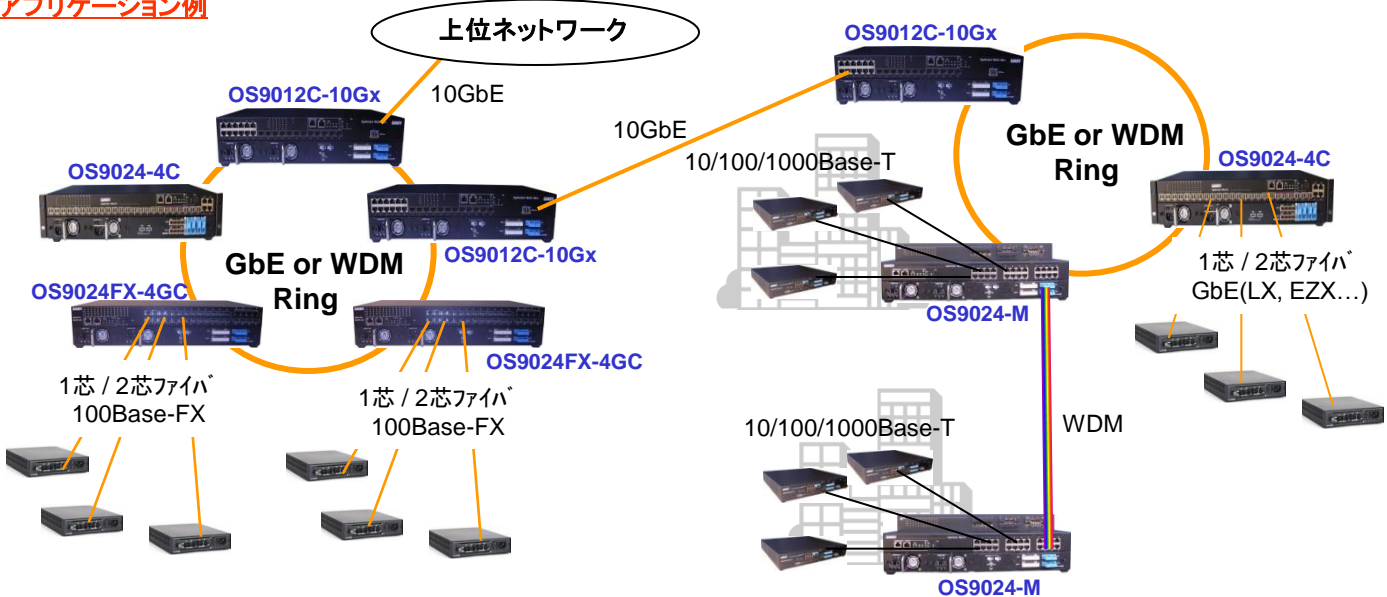 アプリケーション例
上位ネットワーク
OS9012C-10Gx
10GbE
OS9012C-10Gx
10GbE
OS9024-4C
OS9012C-10Gx
GbE or WDM
Ring
OS9024FX-4GC
OS9024FX-4GC
1芯 / 2芯ファイバ
100Base-FX
1芯 / 2芯ファイバ
100Base-FX
10/100/1000Base-T
GbE or WDM
Ring
OS9024-4C
OS9024-M
1芯 / 2芯ファイバ
GbE(LX, EZX…)
10/100/1000Base-T
WDM
OS9024-M